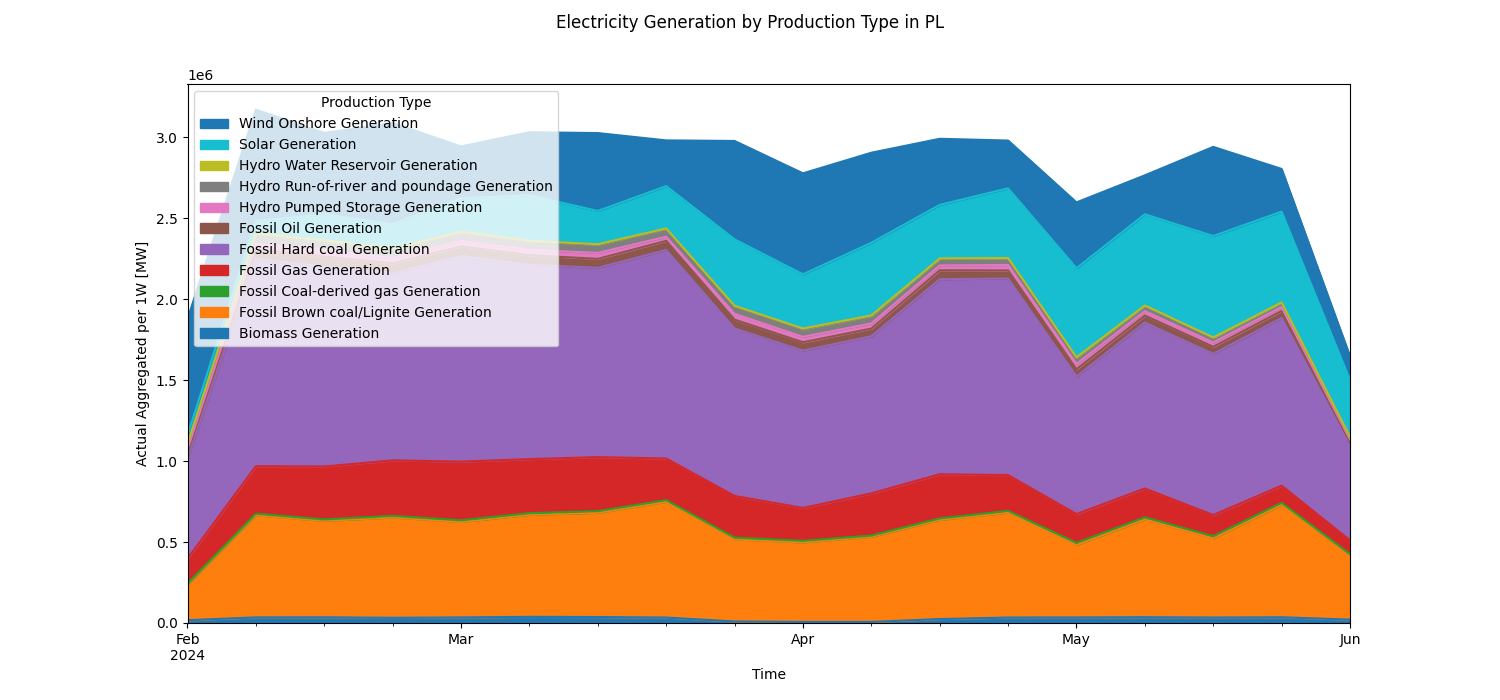 Electricity Generation by Production Type in PL
1e6
Production Type
Wind Onshore Generation
Solar Generation
Hydro Water Reservoir Generation
Hydro Run-of-river and poundage Generation
Hydro Pumped Storage Generation
Fossil Oil Generation
Fossil Hard coal Generation
Fossil Gas Generation
Fossil Coal-derived gas Generation
Fossil Brown coal/Lignite Generation
Biomass Generation
3.0
2.5
2.0
1.5
1.0
0.5
0.0
Actual Aggregated per 1W [MW]
Feb Mar Apr May Jun
2024
Time